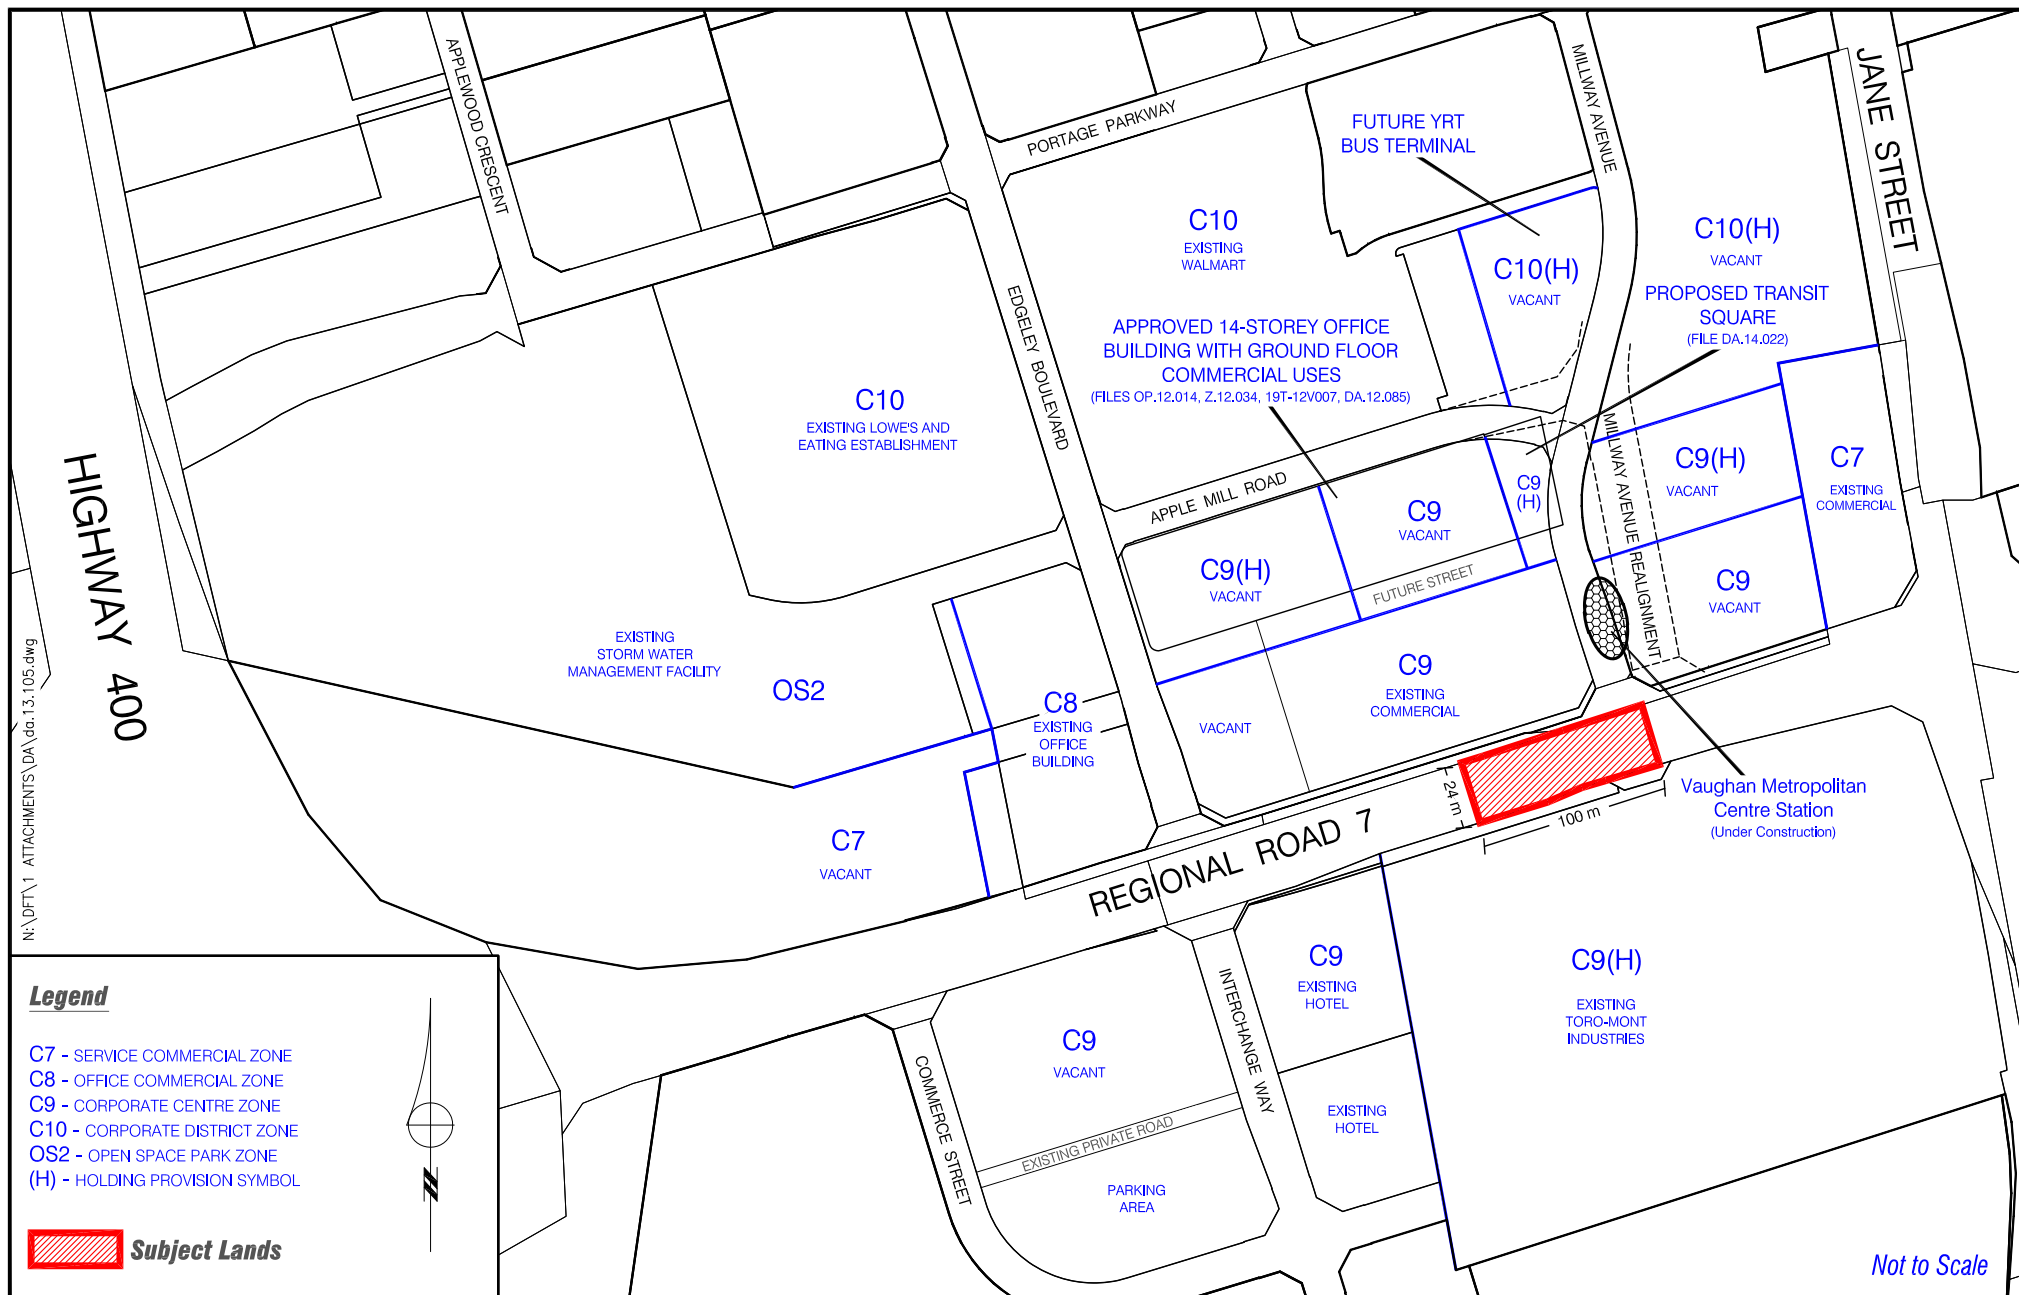 APPLEWOOD CRESCENT
PORTAGE PARKWAY
MILLWAY AVENUE
JANE STREET
FUTURE YRT
BUS TERMINAL
C10
EXISTING
WALMART
C10(H)
VACANT
C10(H)
VACANT
PROPOSED TRANSIT
SQUARE
(FILE DA.14.022)
EDGELEY BOULEVARD
APPROVED 14-STOREY OFFICE
BUILDING WITH GROUND FLOOR
COMMERCIAL USES
(FILES OP.12.014, Z.12.034, 19T-12V007, DA.12.085)
C10
EXISTING LOWE'S AND
EATING ESTABLISHMENT
HIGHWAY 400
APPLE MILL ROAD
C9
(H)
C9
VACANT
C9(H)
VACANT
FUTURE STREET
MILLWAY AVENUE REALIGNMENT
C9(H)
VACANT
C7
EXISTING
COMMERCIAL
C9
VACANT
EXISTING
STORM WATER
MANAGEMENT FACILITY
OS2
C8
EXISTING
OFFICE
BUILDING
VACANT
C9
EXISTING
COMMERCIAL
C7
VACANT
REGIONAL ROAD 7
24 m
100 m
Vaughan Metropolitan
Centre Station
(Under Construction)
C9
EXISTING
HOTEL
C9(H)
EXISTING
TORO-MONT
INDUSTRIES
INTERCHANGE WAY
C9
VACANT
COMMERCE STREET
EXISTING PRIVATE ROAD
EXISTING
HOTEL
PARKING
AREA
N:\DFT\1 ATTACHMENTS\DA\da.13.105.dwg
Legend
C7 - SERVICE COMMERCIAL ZONE
C8 - OFFICE COMMERCIAL ZONE
C9 - CORPORATE CENTRE ZONE
C10 - CORPORATE DISTRICT ZONE
OS2 - OPEN SPACE PARK ZONE
(H) - HOLDING PROVISION SYMBOL
N
Subject Lands
Not to Scale